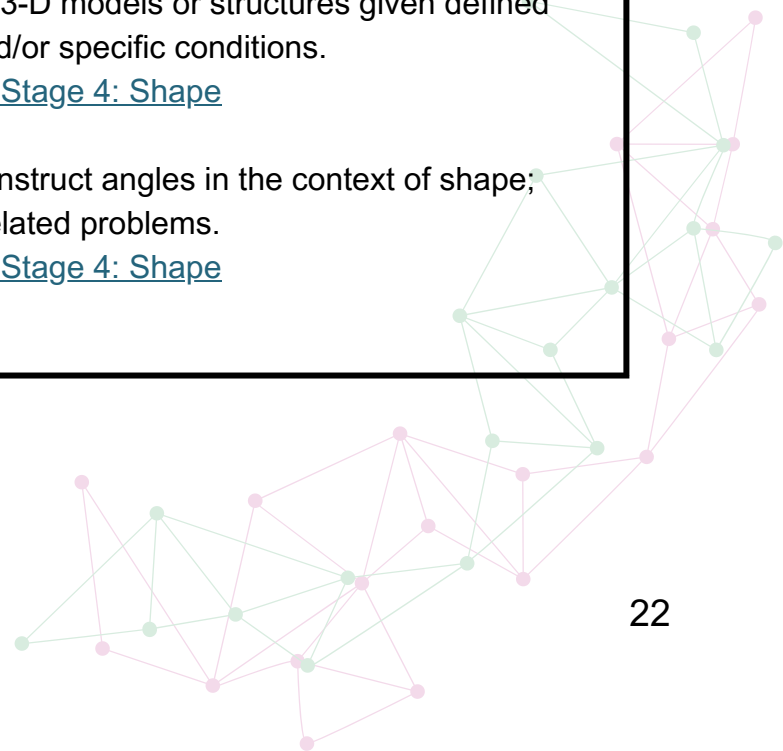 3-D models or structures given defined
d/or specific conditions.
Stage 4: Shape
nstruct angles in the context of shape;
elated problems.
Stage 4: Shape
22